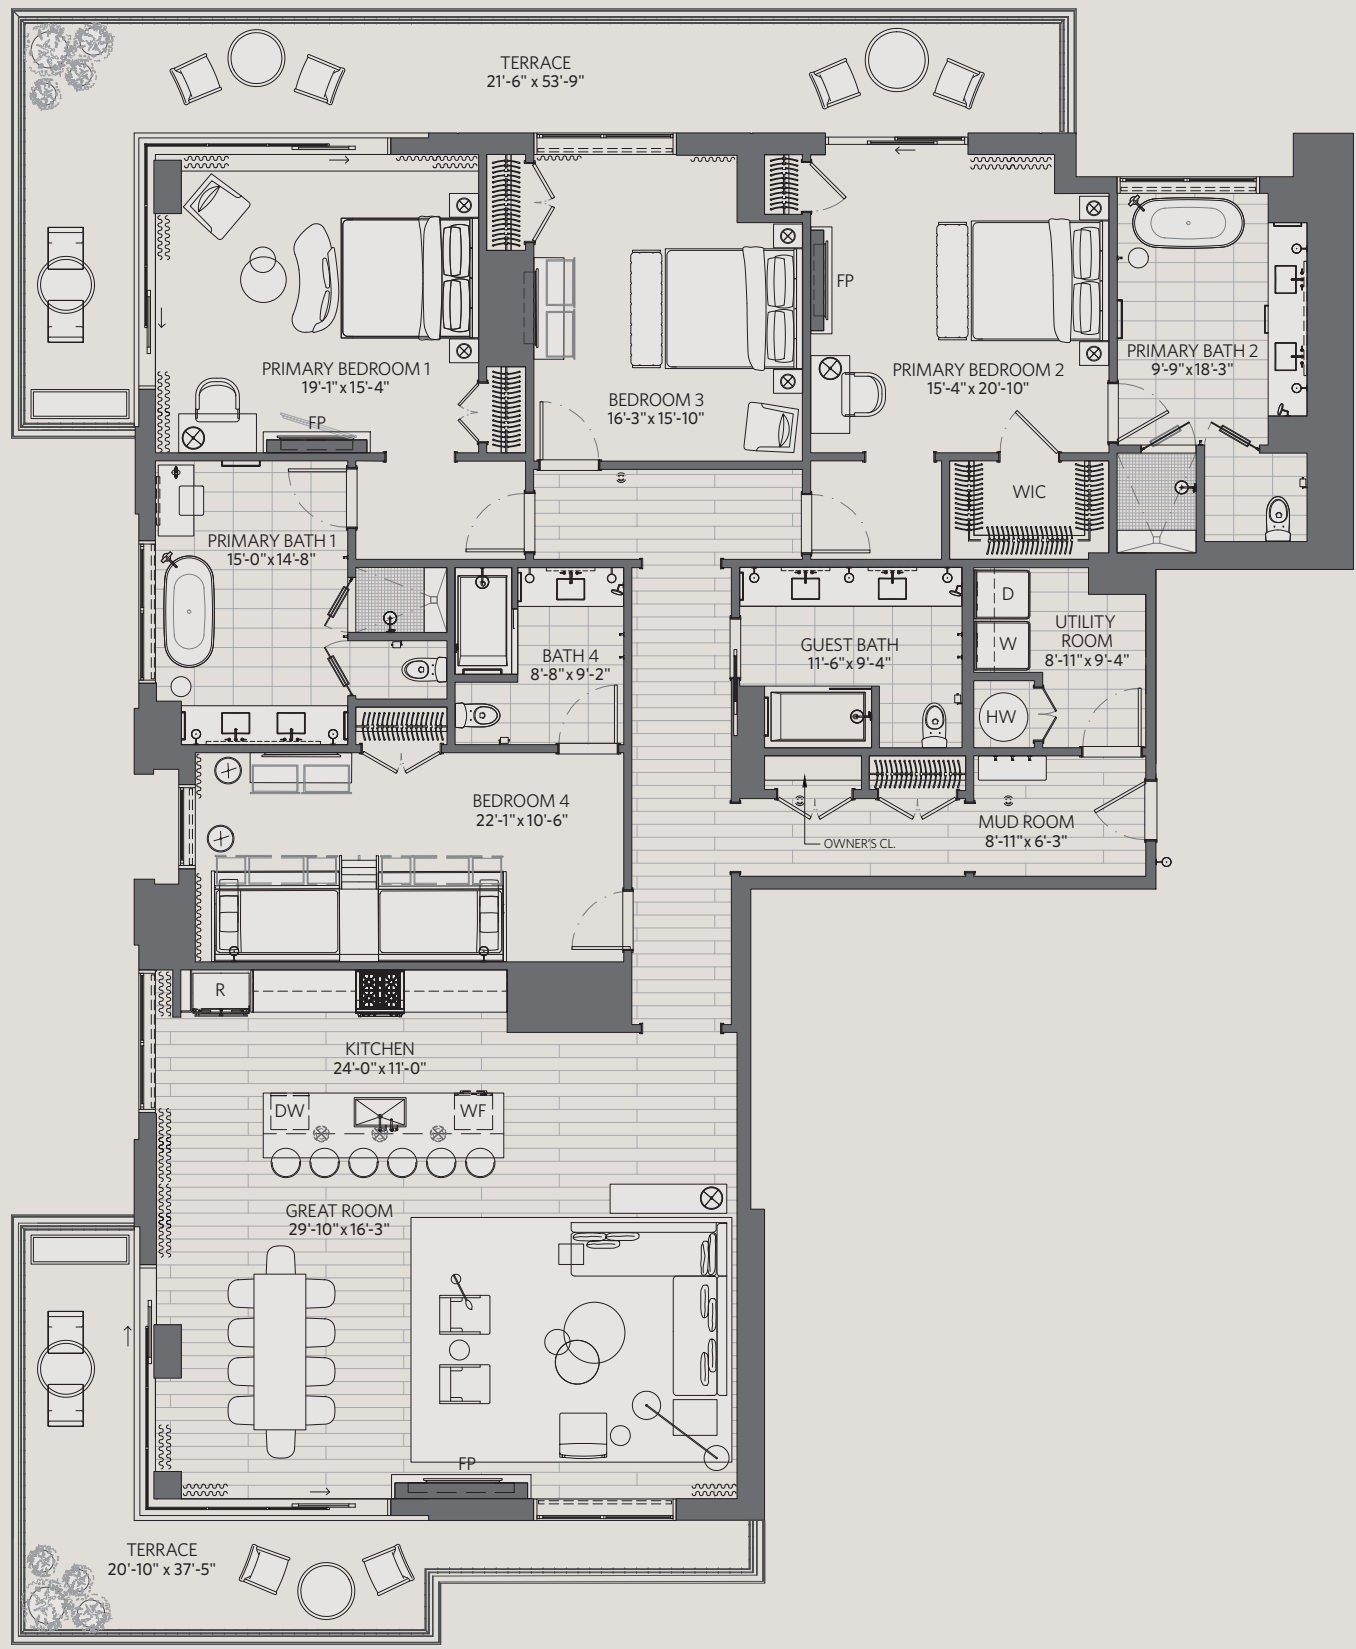 TERRACE
21'-6" x 53'-9"
FP
PRIMARY BEDROOM 1
19'-1" x 15'-4"
FP
BEDROOM 3
16'-3" x 15'-10"
PRIMARY BEDROOM 2
15'-4" x 20'-10"
PRIMARY BATH 2
9'-9" x 18'-3"
WIC
PRIMARY BATH 1
15'-0" x 14'-8"
BATH 4
8'-8" x 9'-2"
GUEST BATH
11'-6" x 9'-4"
D
W
UTILITY
ROOM
8'-11" x 9'-4"
HW
BEDROOM 4
22'-1" x 10'-6"
MUD ROOM
8'-11" x 6'-3"
OWNER'S CL.
R
KITCHEN
24'-0" x 11'-0"
DW
WF
GREAT ROOM
29'-10" x 16'-3"
FP
TERRACE
20'-10" x 37'-5"